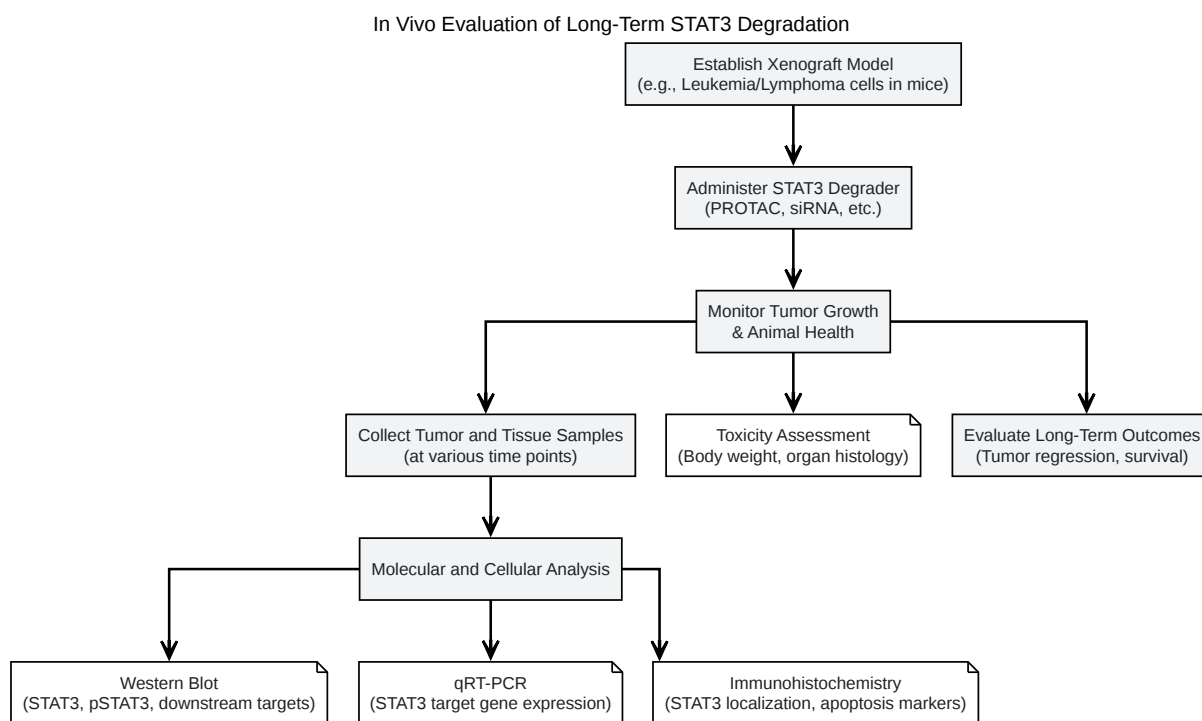 In Vivo Evaluation of Long-Term STAT3 Degradation
Establish Xenograft Model
(e.g., Leukemia/Lymphoma cells in mice)
Administer STAT3 Degrader
(PROTAC, siRNA, etc.)
Monitor Tumor Growth
& Animal Health
Collect Tumor and Tissue Samples
(at various time points)
Toxicity Assessment
(Body weight, organ histology)
Evaluate Long-Term Outcomes
(Tumor regression, survival)
Molecular and Cellular Analysis
Western Blot
(STAT3, pSTAT3, downstream targets)
qRT-PCR
(STAT3 target gene expression)
Immunohistochemistry
(STAT3 localization, apoptosis markers)